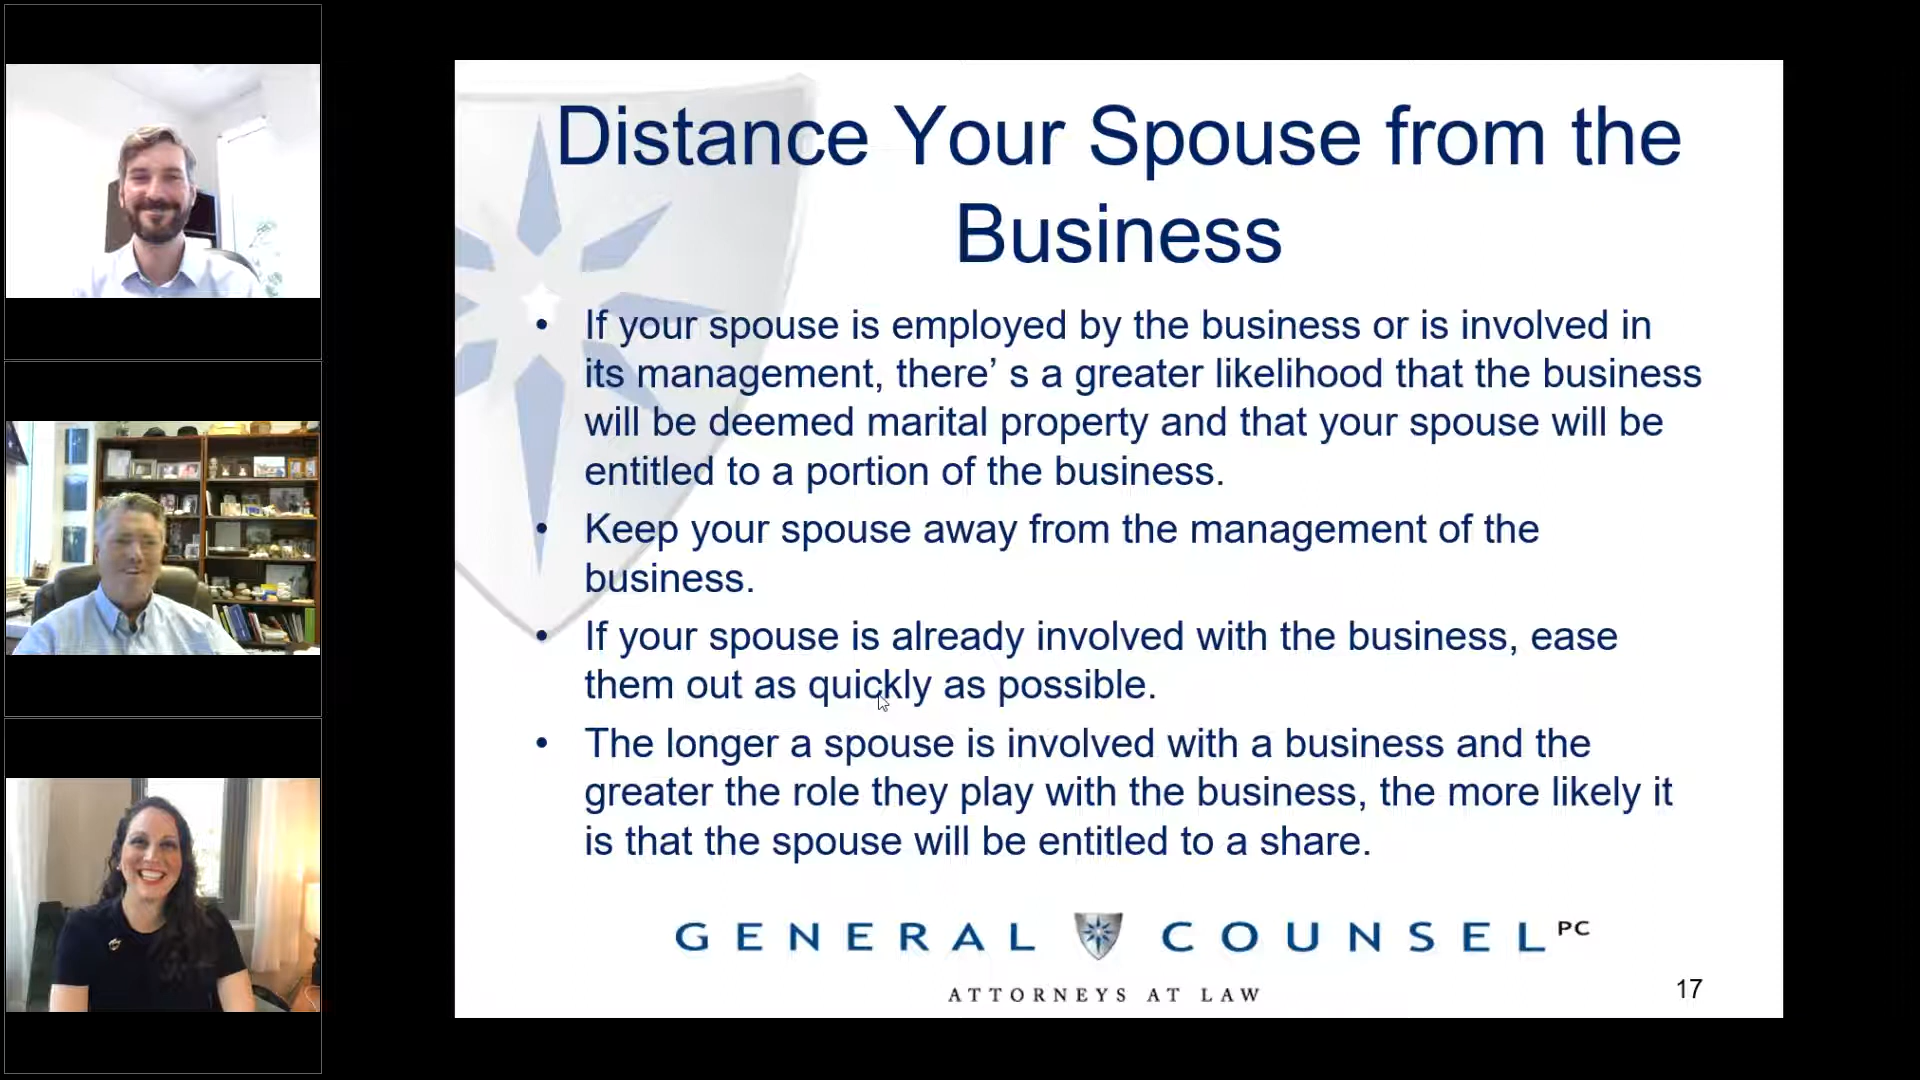 Distance Your Spouse from the
Business
• If your spouse is employed by the business or is involved in
its management, there’ s a greater likelihood that the business
will be deemed marital property and that your spouse will be
entitled to a portion of the business.
• Keep your spouse away from the management of the
business.
• If your spouse is already involved with the business, ease
them out as quickly as possible.
• The longer a spouse is involved with a business and the
greater the role they play with the business, the more likely it
is that the spouse will be entitled to a share.
GENERAL COUNSEL PC
ATTORNEYS AT LAW
17